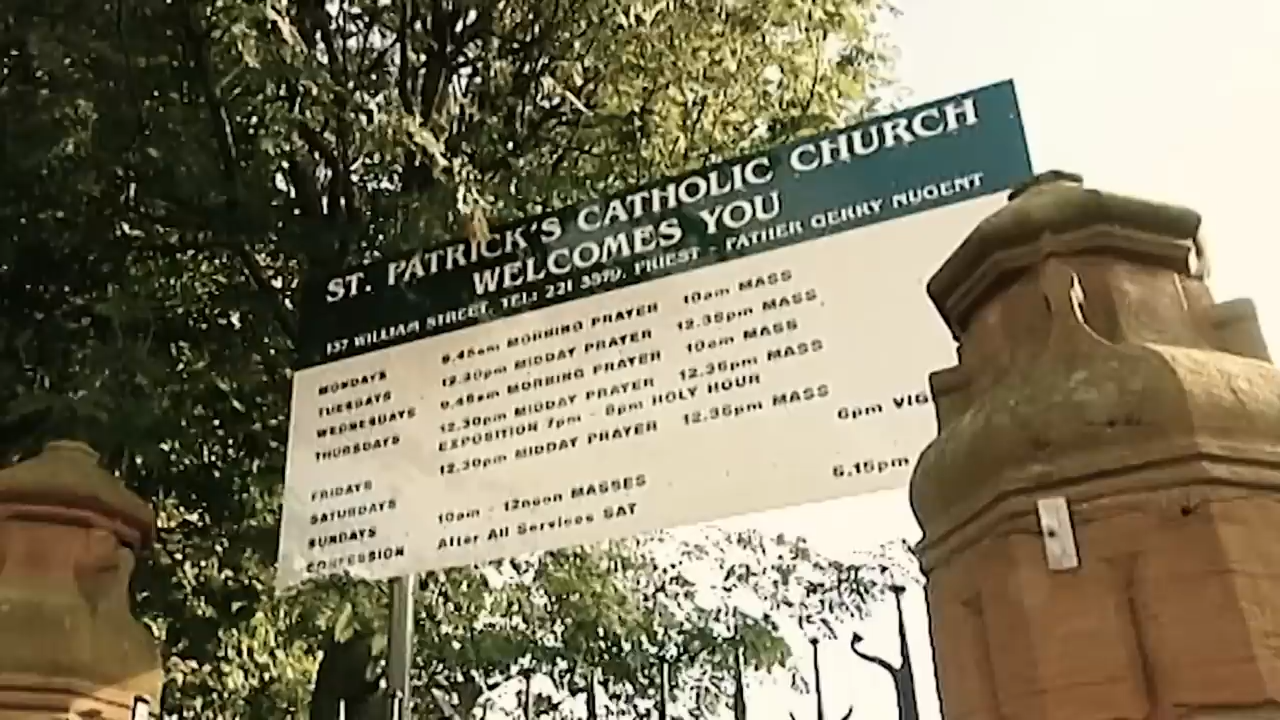 ST. PATRICK'S CATHOLIC CHURCH
WELCOMES YOU
137 WILLIAM STREET, TEL: 221 3579. PRIEST - FATHER GERRY NUGENT
MONDAYS 9.45am MORNING PRAYER 10am MASS
TUESDAYS 12.30pm MIDDAY PRAYER 12.35pm MASS
WEDNESDAYS 9.45am MORNING PRAYER 10am MASS
THURSDAYS 12.30pm MIDDAY PRAYER 12.35pm MASS
EXPOSITION 7pm - 8pm HOLY HOUR
FRIDAYS 12.30pm MIDDAY PRAYER 12.35pm MASS
SATURDAYS 6pm VIG
SUNDAYS 10am - 12noon MASSES 6.15pm
CONFESSION After All Services SAT